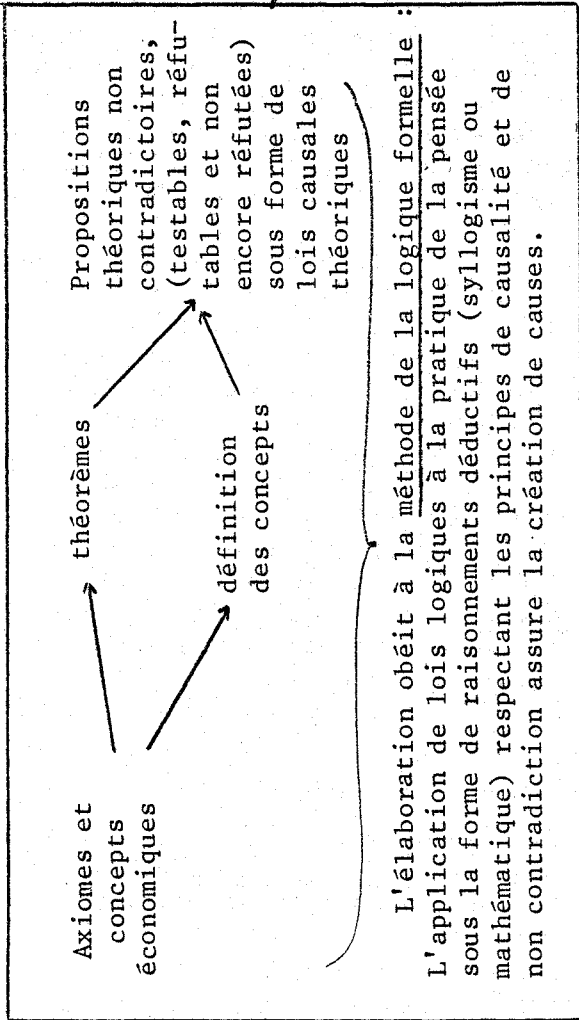 Axiomes et
concepts
économiques
théorèmes
définition
des concepts
Propositions
théoriques non
contradictoires,
(testables, réfu-
tables et non
encore réfutées)
sous forme de
lois causales
théoriques
L'élaboration obéit à la méthode de la logique formelle :
L'application de lois logiques à la pratique de la pensée
sous la forme de raisonnements déductifs (syllogisme ou
mathématique) respectant les principes de causalité et de
non contradiction assure la création de causes.